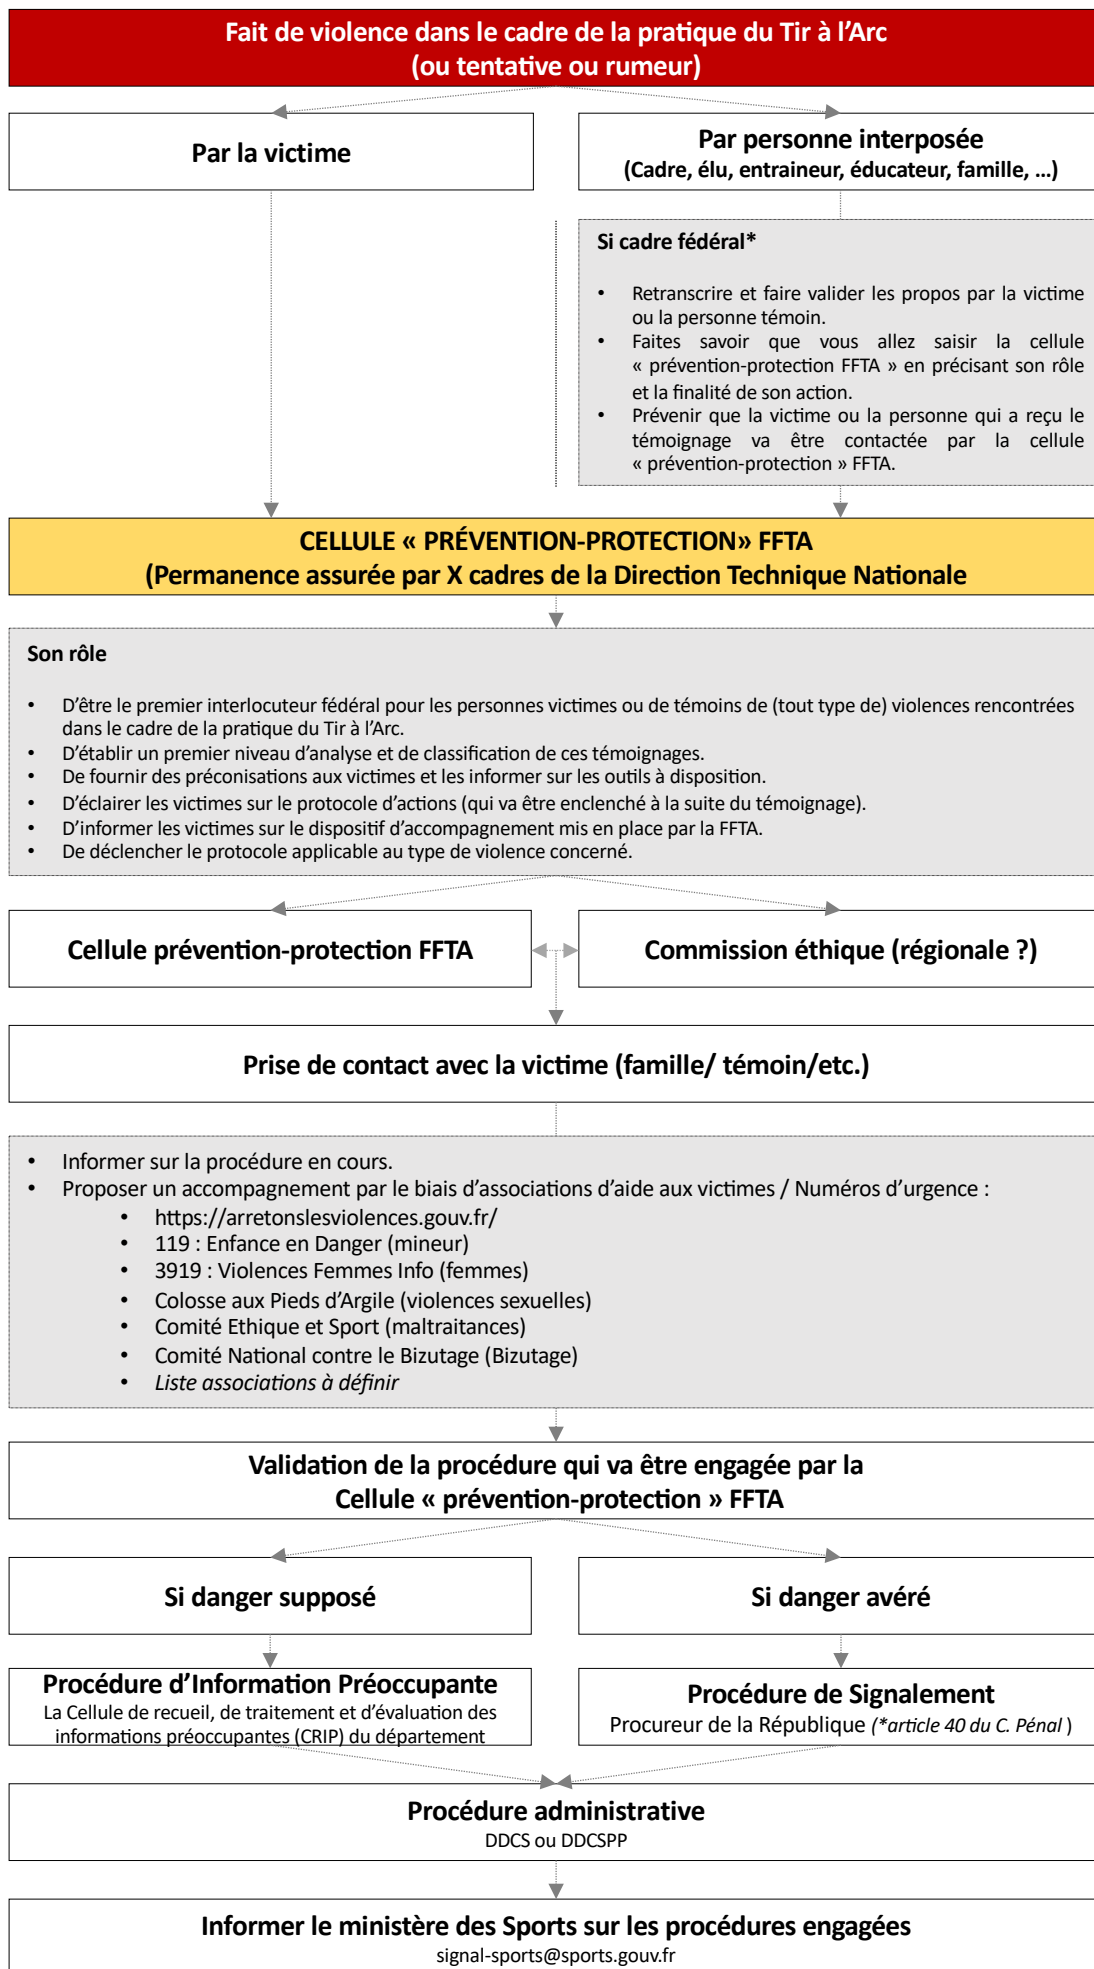 Fait de violence dans le cadre de la pratique du Tir à l'Arc
(ou tentative ou rumeur)
Par la victime
Par personne interposée
(Cadre, élu, entraineur, éducateur, famille, ...)
Si cadre fédéral*
• Retranscrire et faire valider les propos par la victime
ou la personne témoin.
• Faites savoir que vous allez saisir la cellule
« prévention-protection FFTA » en précisant son rôle
et la finalité de son action.
• Prévenir que la victime ou la personne qui a reçu le
témoignage va être contactée par la cellule
« prévention-protection » FFTA.
CELLULE « PRÉVENTION-PROTECTION» FFTA
(Permanence assurée par X cadres de la Direction Technique Nationale
Son rôle
• D'être le premier interlocuteur fédéral pour les personnes victimes ou de témoins de (tout type de) violences rencontrées
dans le cadre de la pratique du Tir à l'Arc.
• D'établir un premier niveau d'analyse et de classification de ces témoignages.
• De fournir des préconisations aux victimes et les informer sur les outils à disposition.
• D'éclairer les victimes sur le protocole d'actions (qui va être enclenché à la suite du témoignage).
• D'informer les victimes sur le dispositif d'accompagnement mis en place par la FFTA.
• De déclencher le protocole applicable au type de violence concerné.
Cellule prévention-protection FFTA
Commission éthique (régionale ?)
Prise de contact avec la victime (famille/ témoin/etc.)
• Informer sur la procédure en cours.
• Proposer un accompagnement par le biais d'associations d'aide aux victimes / Numéros d'urgence :
• https://arretonslesviolences.gouv.fr/
• 119 : Enfance en Danger (mineur)
• 3919 : Violences Femmes Info (femmes)
• Colosse aux Pieds d'Argile (violences sexuelles)
• Comité Ethique et Sport (maltraitances)
• Comité National contre le Bizutage (Bizutage)
• Liste associations à définir
Validation de la procédure qui va être engagée par la
Cellule « prévention-protection » FFTA
Si danger supposé
Si danger avéré
Procédure d'Information Préoccupante
La Cellule de recueil, de traitement et d'évaluation des
informations préoccupantes (CRIP) du département
Procédure de Signalement
Procureur de la République (*article 40 du C. Pénal )
Procédure administrative
DDCS ou DDCSPP
Informer le ministère des Sports sur les procédures engagées
signal-sports@sports.gouv.fr